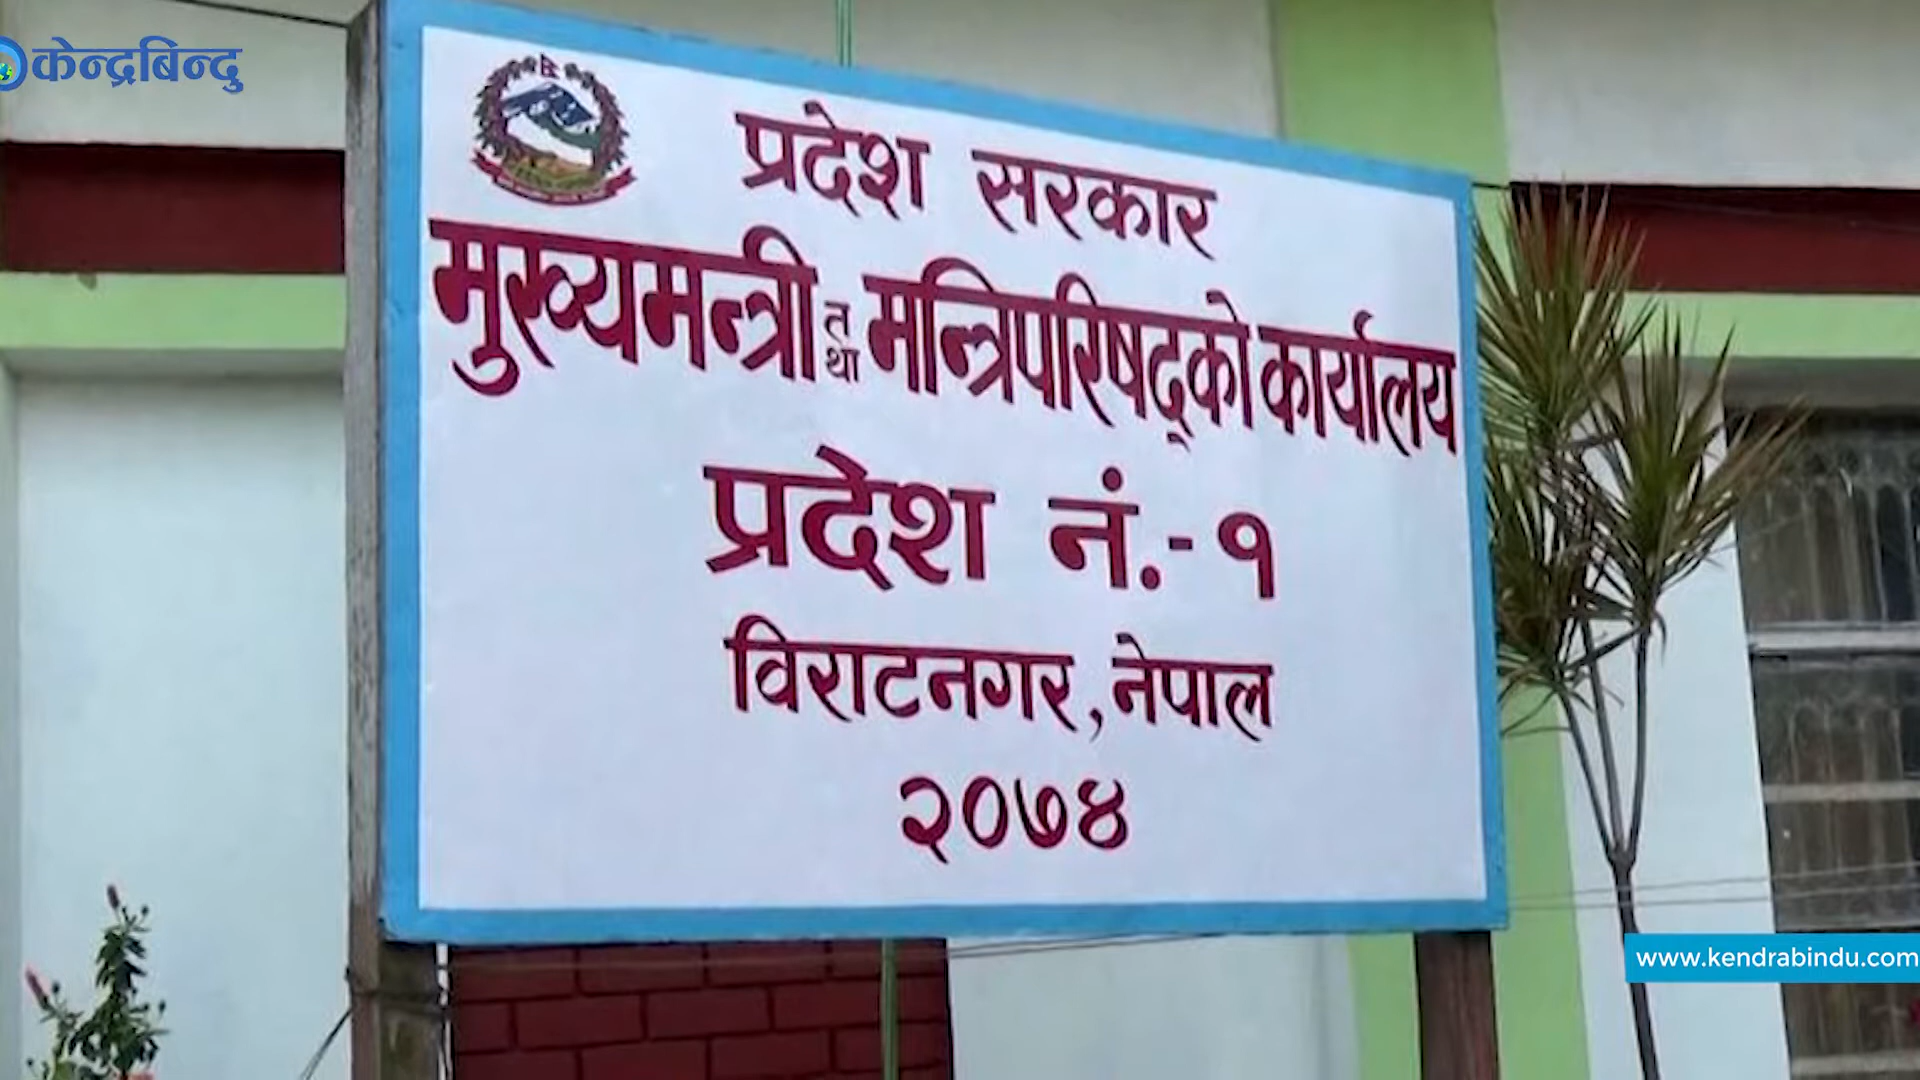 केन्द्रबिन्दु
प्रदेश सरकार
मुख्यमन्त्री तथा मन्त्रिपरिषद्को कार्यालय
प्रदेश नं.-१
विराटनगर, नेपाल
२०७४
www.kendrabindu.com